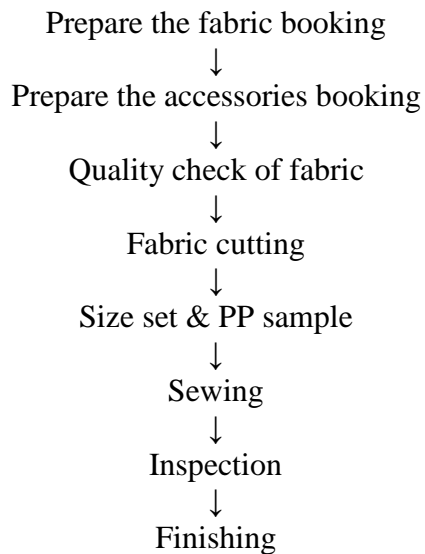 Prepare the fabric booking
↓
Prepare the accessories booking
↓
Quality check of fabric
↓
Fabric cutting
↓
Size set & PP sample
↓
Sewing
↓
Inspection
↓
Finishing